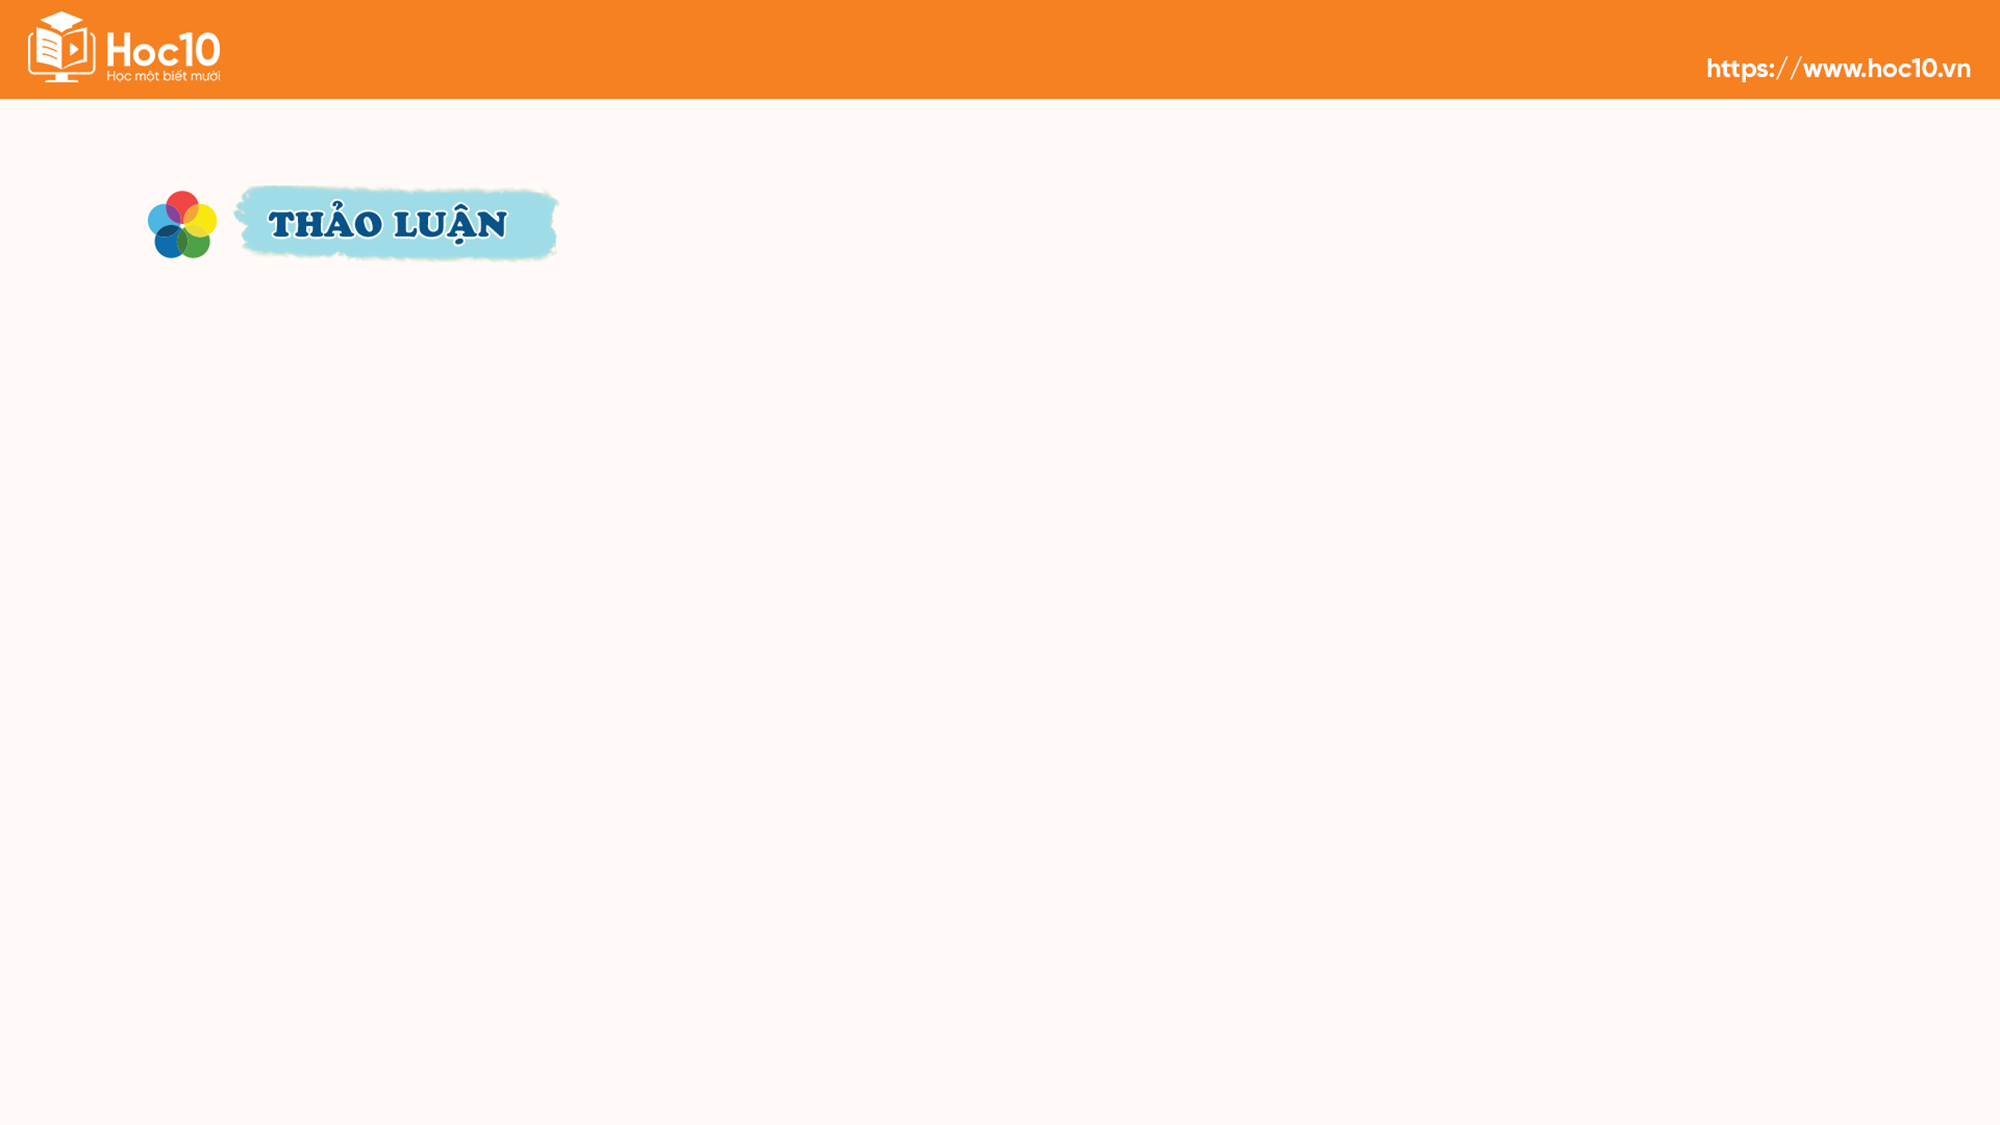 Hoc10
Học một biết mười
https://www.hoc10.vn
THẢO LUẬN